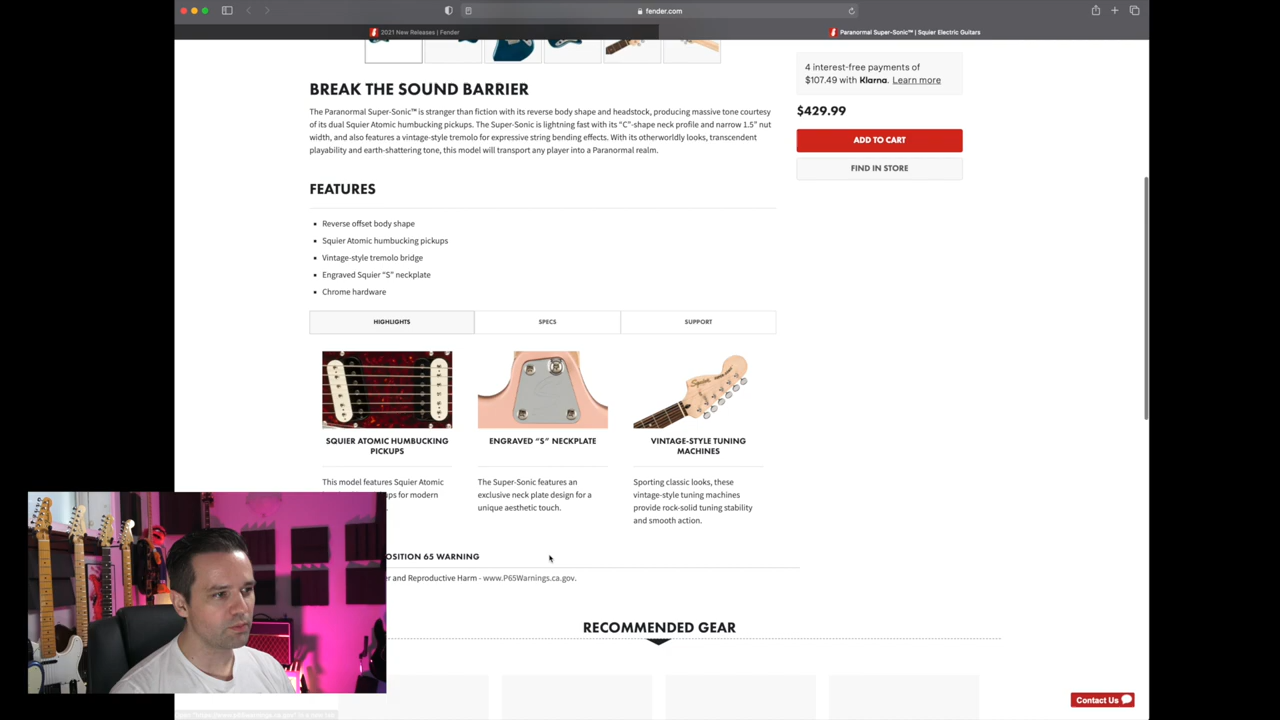 fender.com
2021 New Releases | Fender
Paranormal Super-Sonic™ | Squier Electric Guitars
4 interest-free payments of
$107.49 with Klarna. Learn more
$429.99
ADD TO CART
FIND IN STORE
BREAK THE SOUND BARRIER
The Paranormal Super-Sonic™ is stranger than fiction with its reverse body shape and headstock, producing massive tone courtesy
of its dual Squier Atomic humbucking pickups. The Super-Sonic is lightning fast with its “C”-shape neck profile and narrow 1.5” nut
width, and also features a vintage-style tremolo for expressive string bending effects. With its otherworldly looks, transcendent
playability and earth-shattering tone, this model will transport any player into a Paranormal realm.
FEATURES
Reverse offset body shape
Squier Atomic humbucking pickups
Vintage-style tremolo bridge
Engraved Squier “S” neckplate
Chrome hardware
HIGHLIGHTS
SPECS
SUPPORT
Squier
SQUIER ATOMIC HUMBUCKING
PICKUPS
This model features Squier Atomic
ups for modern
ENGRAVED “S” NECKPLATE
The Super-Sonic features an
exclusive neck plate design for a
unique aesthetic touch.
VINTAGE-STYLE TUNING
MACHINES
Sporting classic looks, these
vintage-style tuning machines
provide rock-solid tuning stability
and smooth action.
OSITION 65 WARNING
er and Reproductive Harm - www.P65Warnings.ca.gov.
RECOMMENDED GEAR
Contact Us